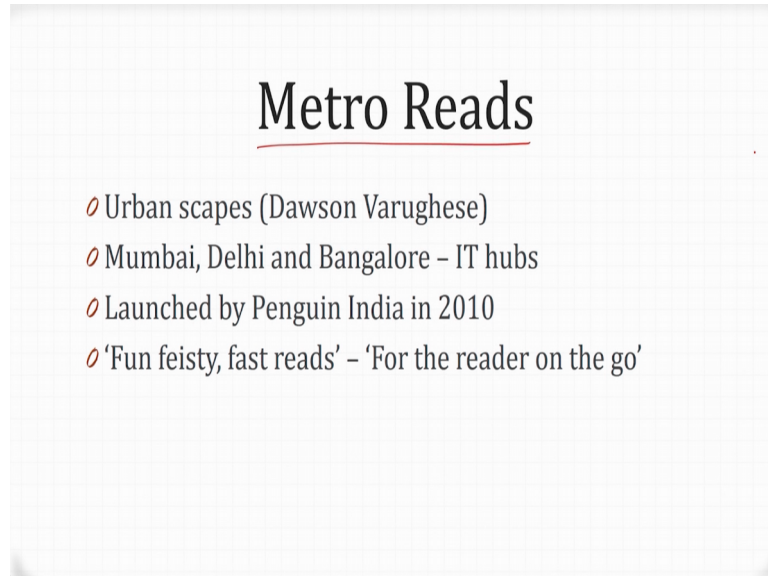 Metro Reads
Urban scapes (Dawson Varughese)
Mumbai, Delhi and Bangalore – IT hubs
Launched by Penguin India in 2010
‘Fun feisty, fast reads’ – ‘For the reader on the go’